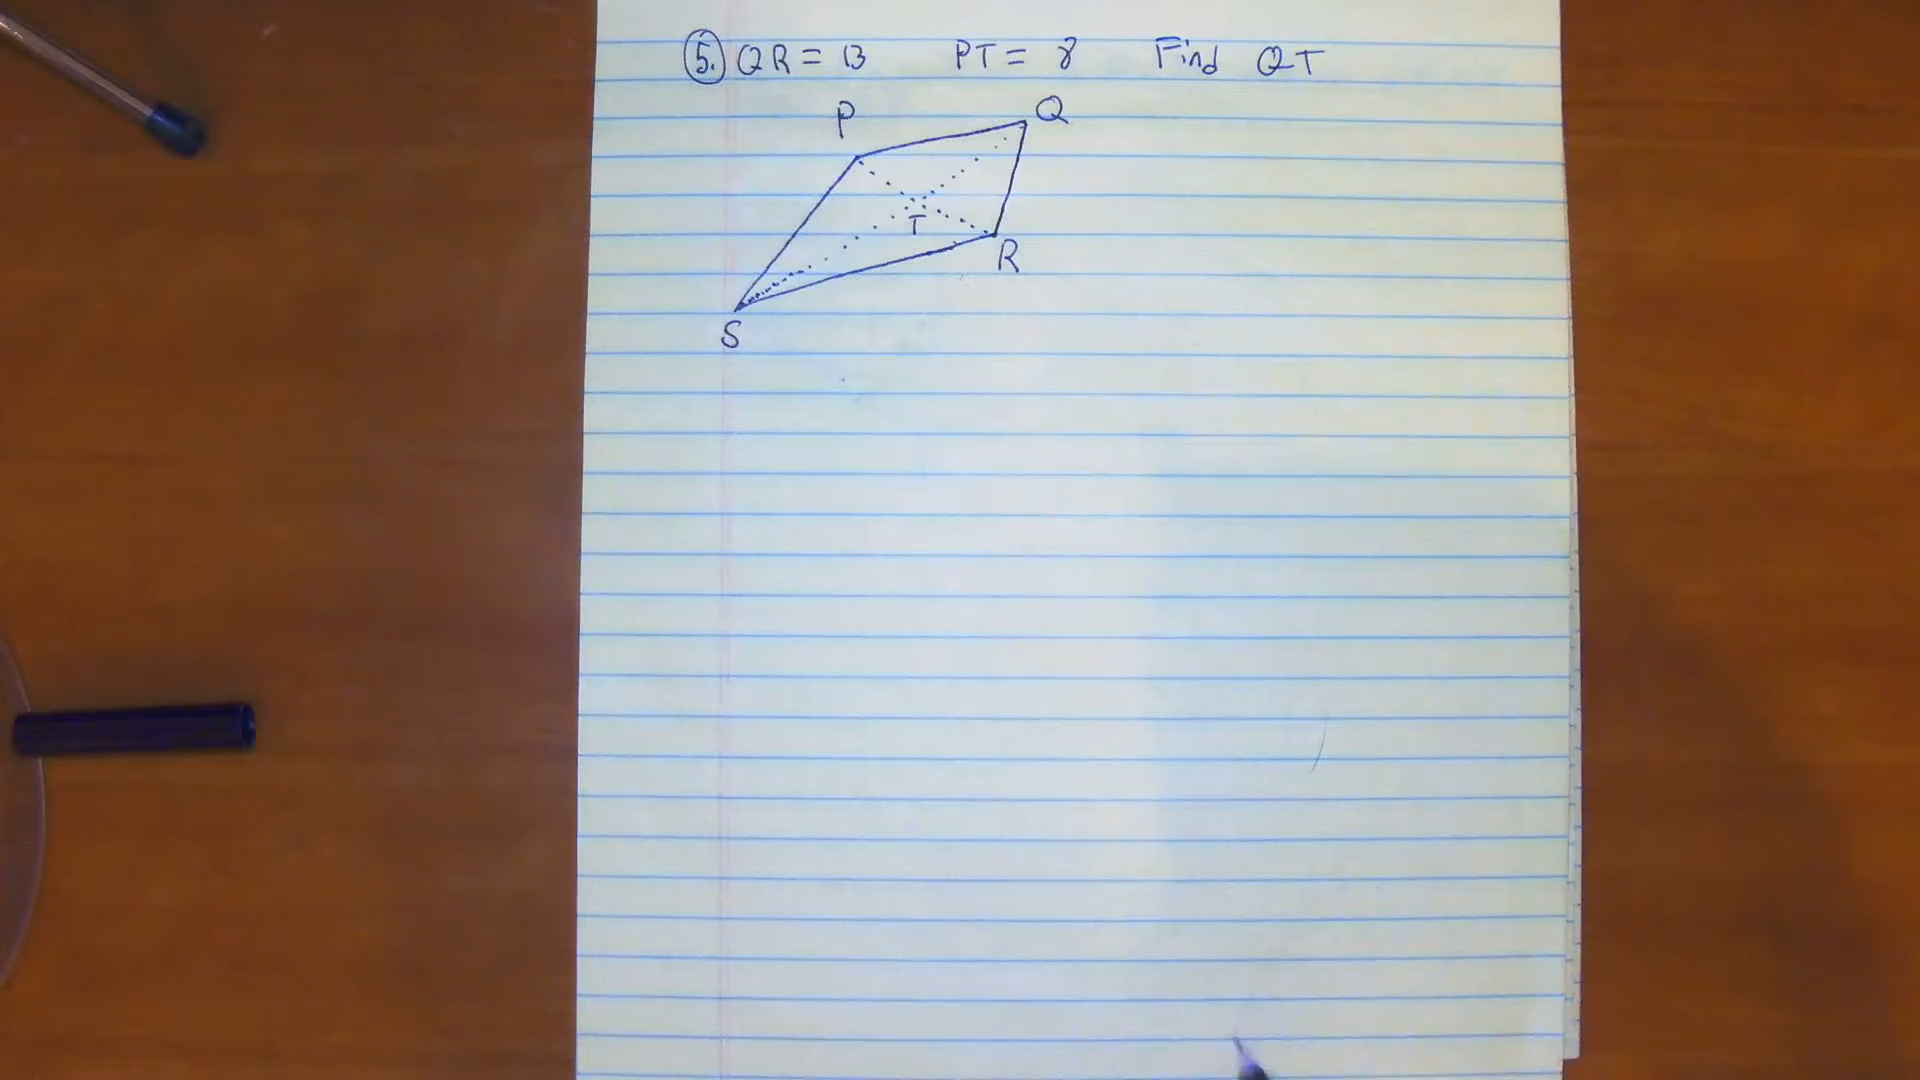 5. QR = 13 PT = 8 Find QT
P Q
T
R
S